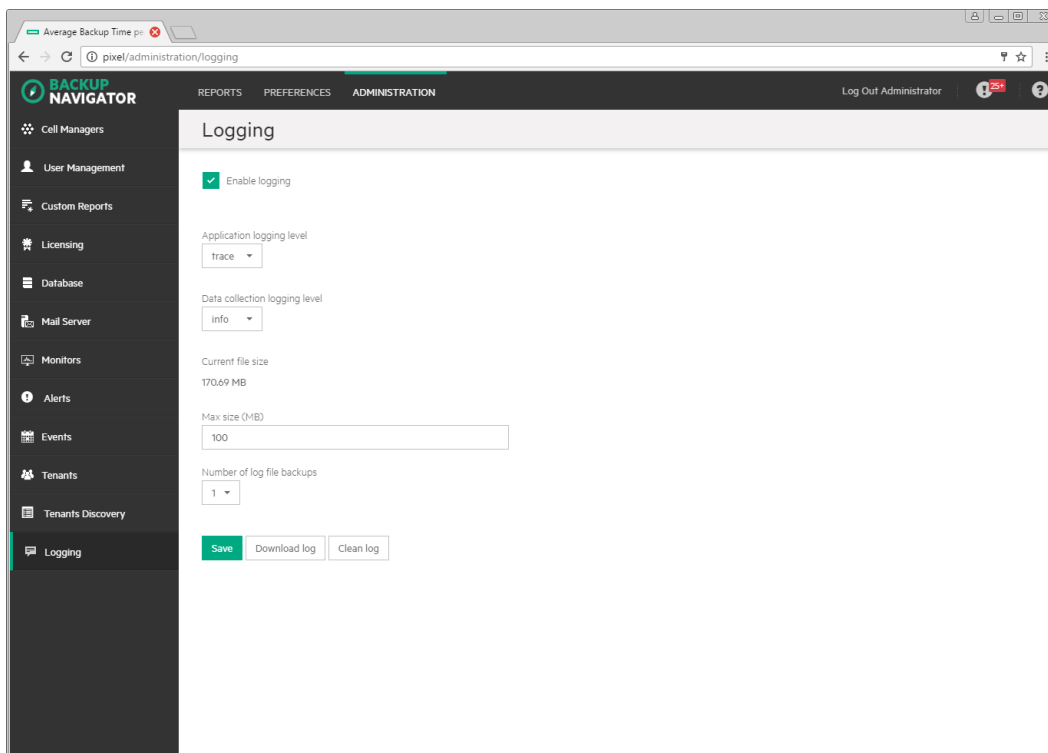 Average Backup Time pe
pixel/administration/logging
BACKUP
NAVIGATOR
REPORTS PREFERENCES ADMINISTRATION Log Out Administrator 25+
Cell Managers
Logging
User Management
Enable logging
Custom Reports
Licensing
Application logging level
trace
Database
Data collection logging level
Mail Server
info
Monitors
Current file size
170.69 MB
Alerts
Max size (MB)
Events
100
Tenants
Number of log file backups
1
Tenants Discovery
Logging
Save Download log Clean log